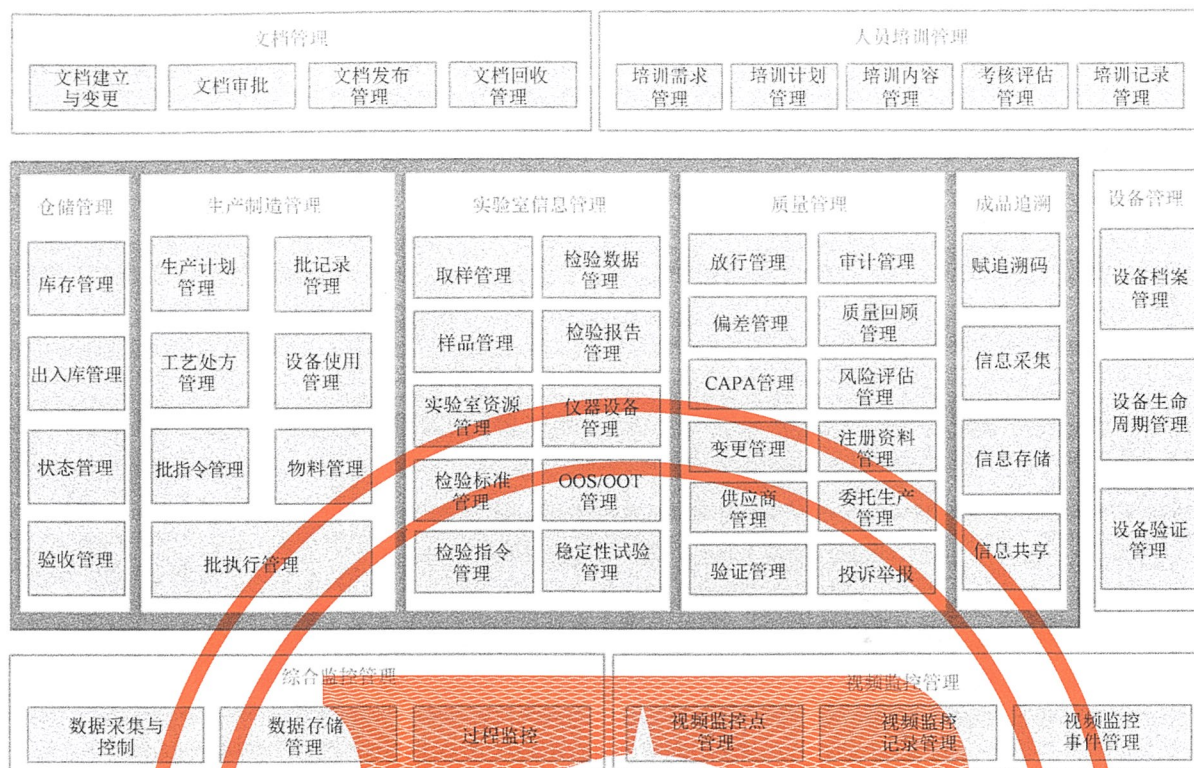 文档管理
文档建立
与变更
文档审批
文档发布
管理
文档回收
管理
人员培训管理
培训需求
管理
培训计划
管理
培训内容
管理
考核评估
管理
培训记录
管理
仓储管理
库存管理
出入库管理
状态管理
验收管理
生产制造管理
生产计划
管理
批记录
管理
工艺处方
管理
设备使用
管理
批指令管理
物料管理
批执行管理
实验室信息管理
取样管理
检验数据
管理
样品管理
检验报告
管理
实验室资源
管理
仪器设备
管理
检验标准
管理
OOS/OOT
管理
检验指令
管理
稳定性试验
管理
质量管理
放行管理
审计管理
偏差管理
质量回顾
管理
CAPA管理
风险评估
管理
变更管理
注册资料
管理
供应商
管理
委托生产
管理
验证管理
投诉举报
成品追溯
赋追溯码
信息采集
信息存储
信息共享
设备管理
设备档案
管理
设备生命
周期管理
设备验证
管理
综合监控管理
数据采集与
控制
数据存储
管理
过程监控
视频监控管理
视频监控点
管理
视频监控
记录管理
视频监控
事件管理